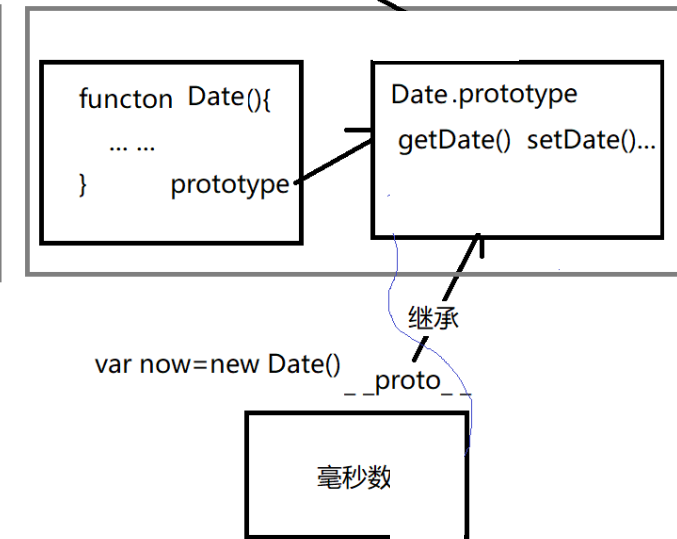 functon Date(){
... ...
}
prototype
Date.prototype
getDate() setDate()...
继承
var now=new Date()
_ _proto_ _
毫秒数